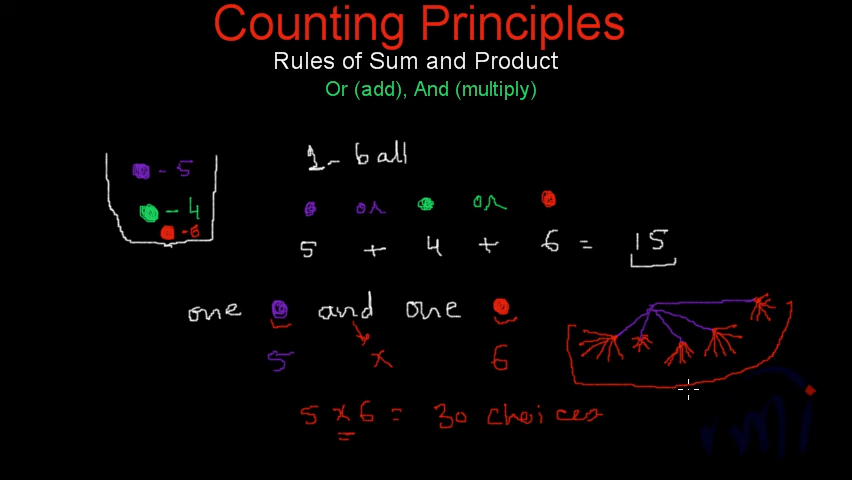 Counting Principles
Rules of Sum and Product
Or (add), And (multiply)
1 - ball
- 5
- 4
- 6
or or
5 + 4 + 6 = 15
one and one
5 x 6
5 x 6 = 30 choices
rmi